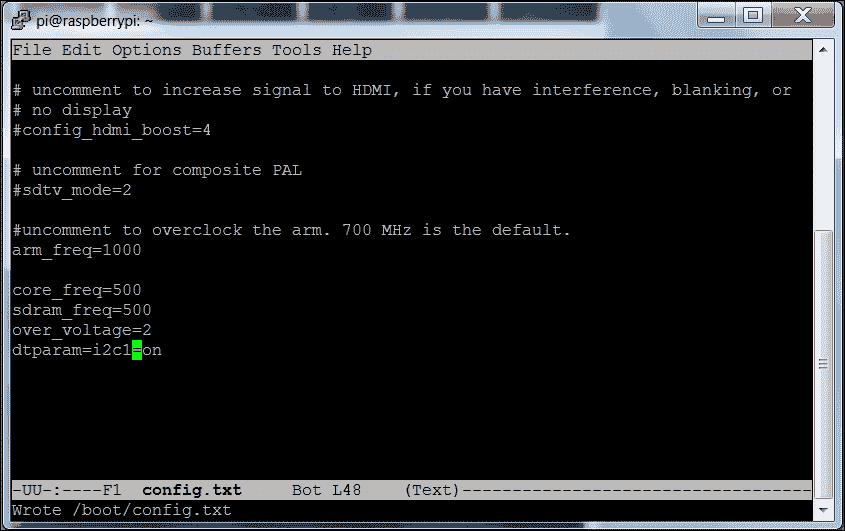 pi@raspberrypi: ~
File Edit Options Buffers Tools Help
# uncomment to increase signal to HDMI, if you have interference, blanking, or
# no display
#config_hdmi_boost=4
# uncomment for composite PAL
#sdtv_mode=2
#uncomment to overclock the arm. 700 MHz is the default.
arm_freq=1000
core_freq=500
sdram_freq=500
over_voltage=2
dtparam=i2c1=on
-UU-:----F1  config.txt     Bot L48    (Text)-----------------------------------
Wrote /boot/config.txt